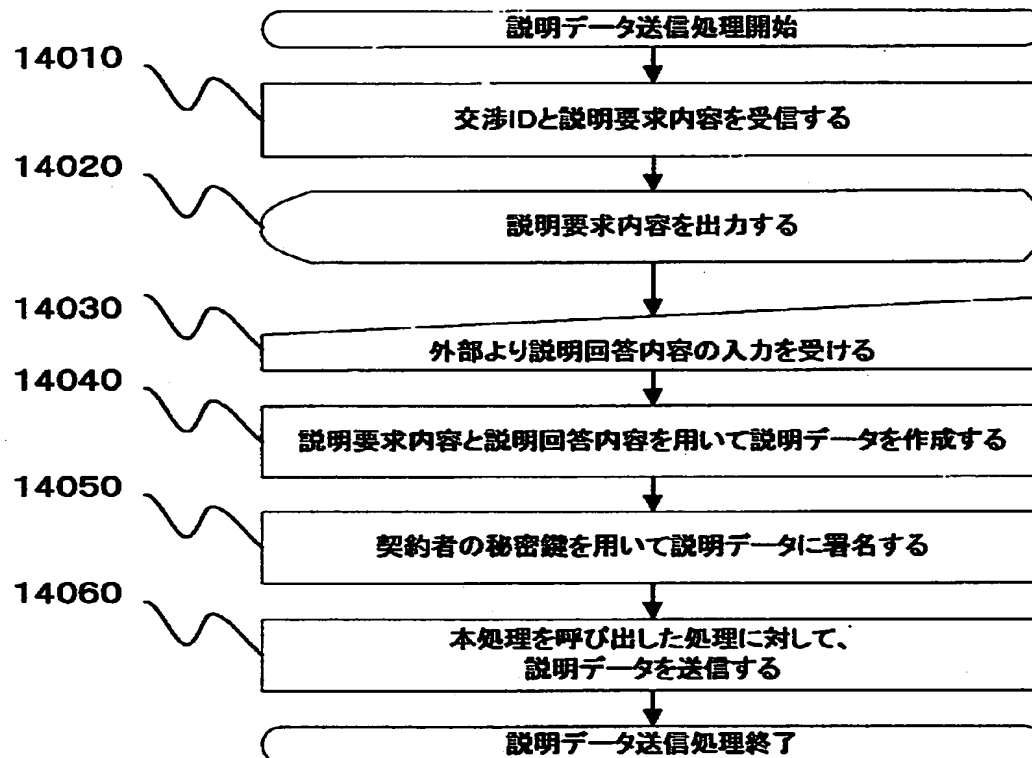 説明データ送信処理開始
14010
交渉IDと説明要求内容を受信する
14020
説明要求内容を出力する
14030
外部より説明回答内容の入力を受ける
14040
説明要求内容と説明回答内容を用いて説明データを作成する
14050
契約者の秘密鍵を用いて説明データに署名する
14060
本処理を呼び出した処理に対して、
説明データを送信する
説明データ送信処理終了